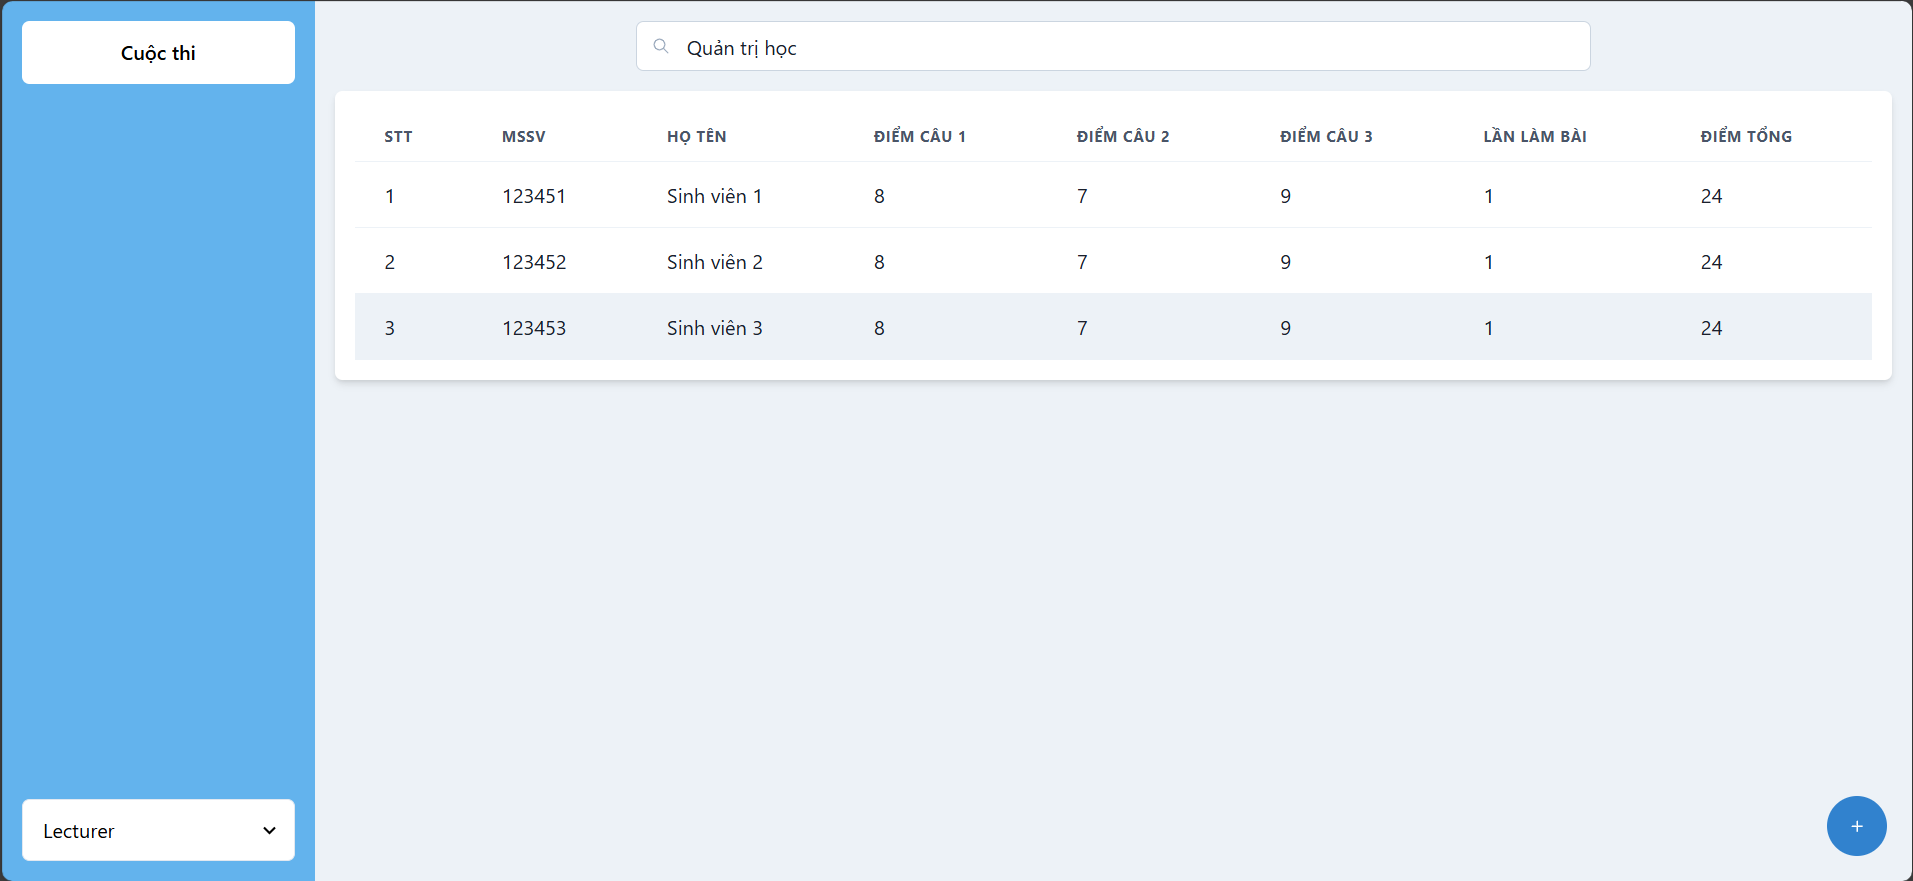 Cuộc thi
Quản trị học
STT MSSV HỌ TÊN ĐIỂM CÂU 1 ĐIỂM CÂU 2 ĐIỂM CÂU 3 LẦN LÀM BÀI ĐIỂM TỔNG
1 123451 Sinh viên 1 8 7 9 1 24
2 123452 Sinh viên 2 8 7 9 1 24
3 123453 Sinh viên 3 8 7 9 1 24
Lecturer
+